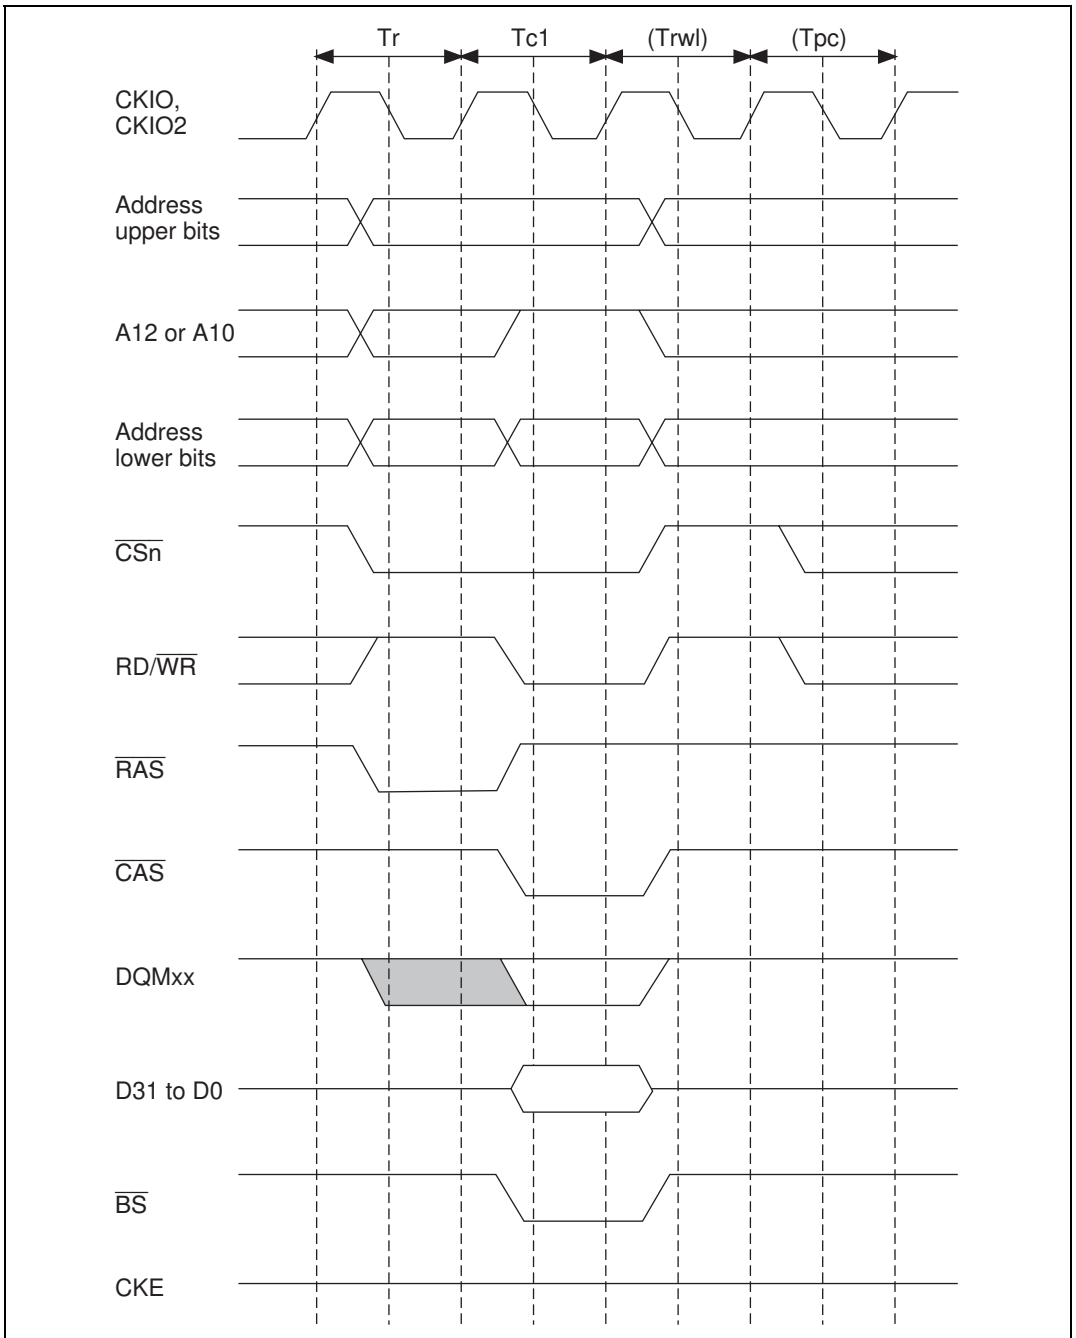 Tr Tc1 (Trwl) (Tpc)
CKIO,
CKIO2
Address
upper bits
A12 or A10
Address
lower bits
CSn
RD/WR
RAS
CAS
DQMxx
D31 to D0
BS
CKE